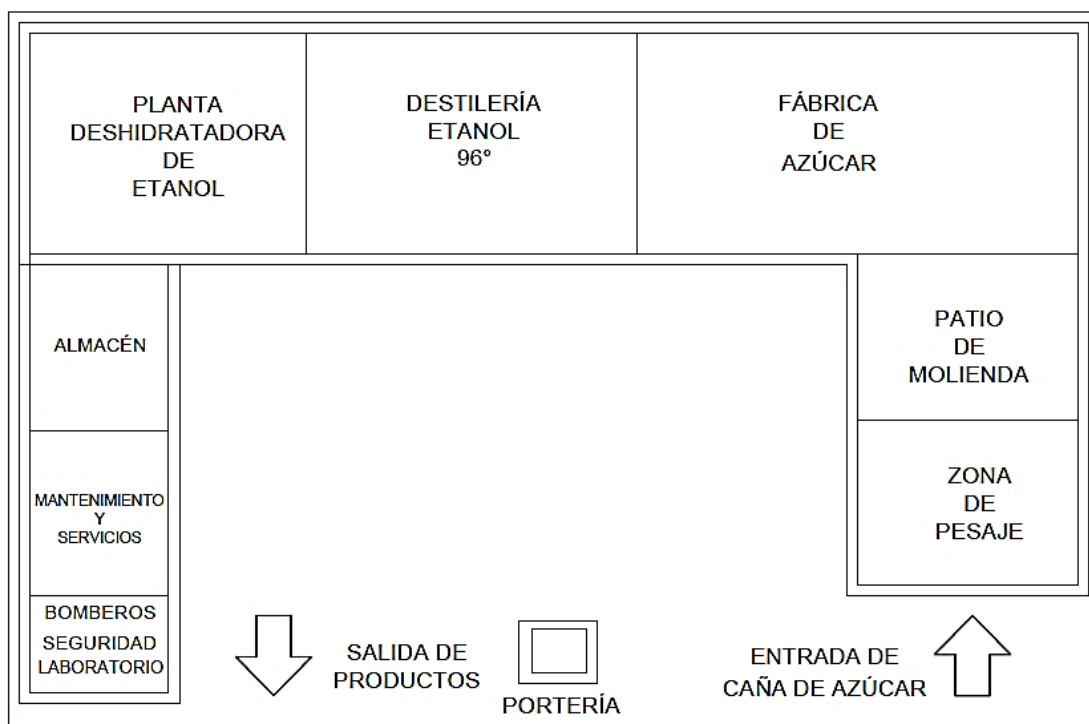 PLANTA
DESHIDRATADORA
DE
ETANOL
DESTILERÍA
ETANOL
96°
FÁBRICA
DE
AZÚCAR
ALMACÉN
PATIO
DE
MOLIENDA
MANTENIMIENTO
Y
SERVICIOS
ZONA
DE
PESAJE
BOMBEROS
SEGURIDAD
LABORATORIO
SALIDA DE
PRODUCTOS
PORTERÍA
ENTRADA DE
CAÑA DE AZÚCAR